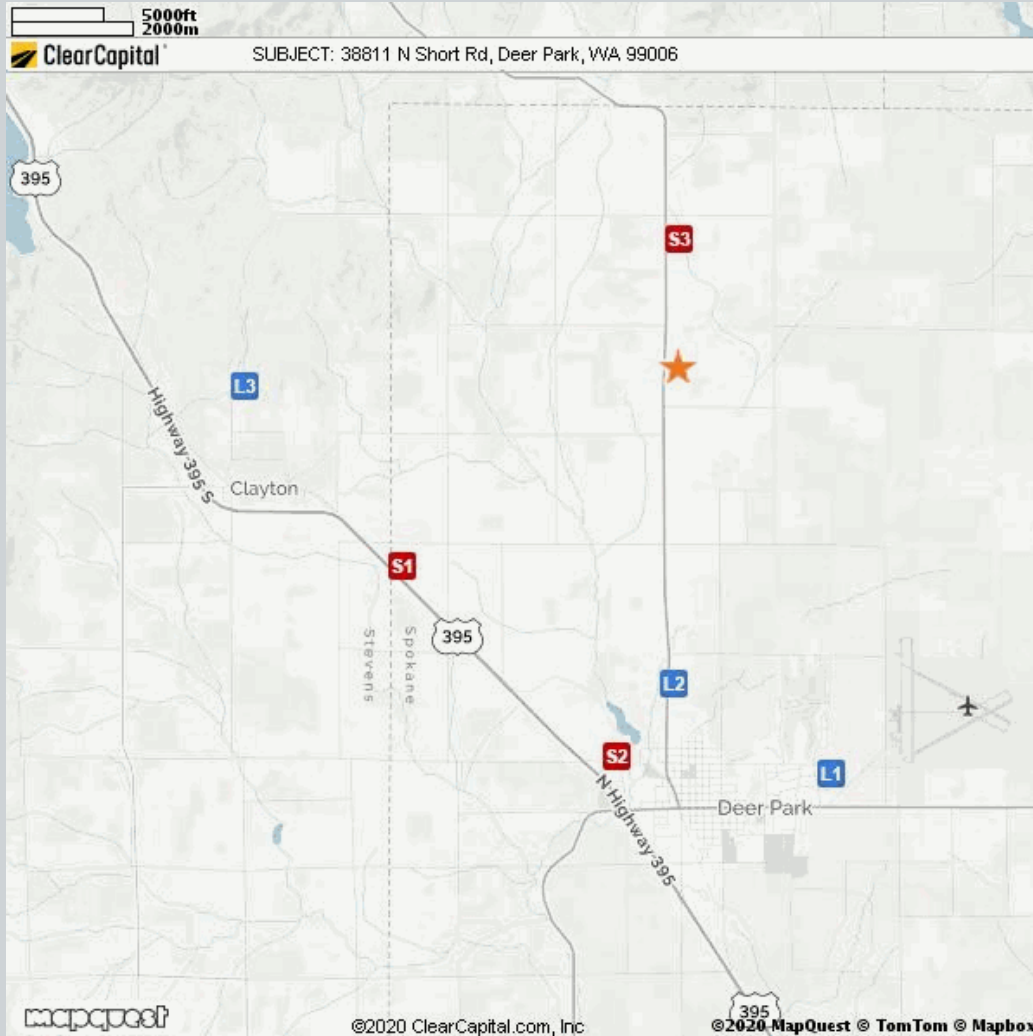 5000ft
2000m
ClearCapital
SUBJECT: 38811 N Short Rd, Deer Park, WA 99006
395
S3
L3
Highway 395 S
Clayton
S1
395
Stevens
Spokane
L2
S2
L1
N Highway 395
Deer Park
395
mapquest
©2020 ClearCapital.com, Inc
©2020 MapQuest © TomTom © Mapbox